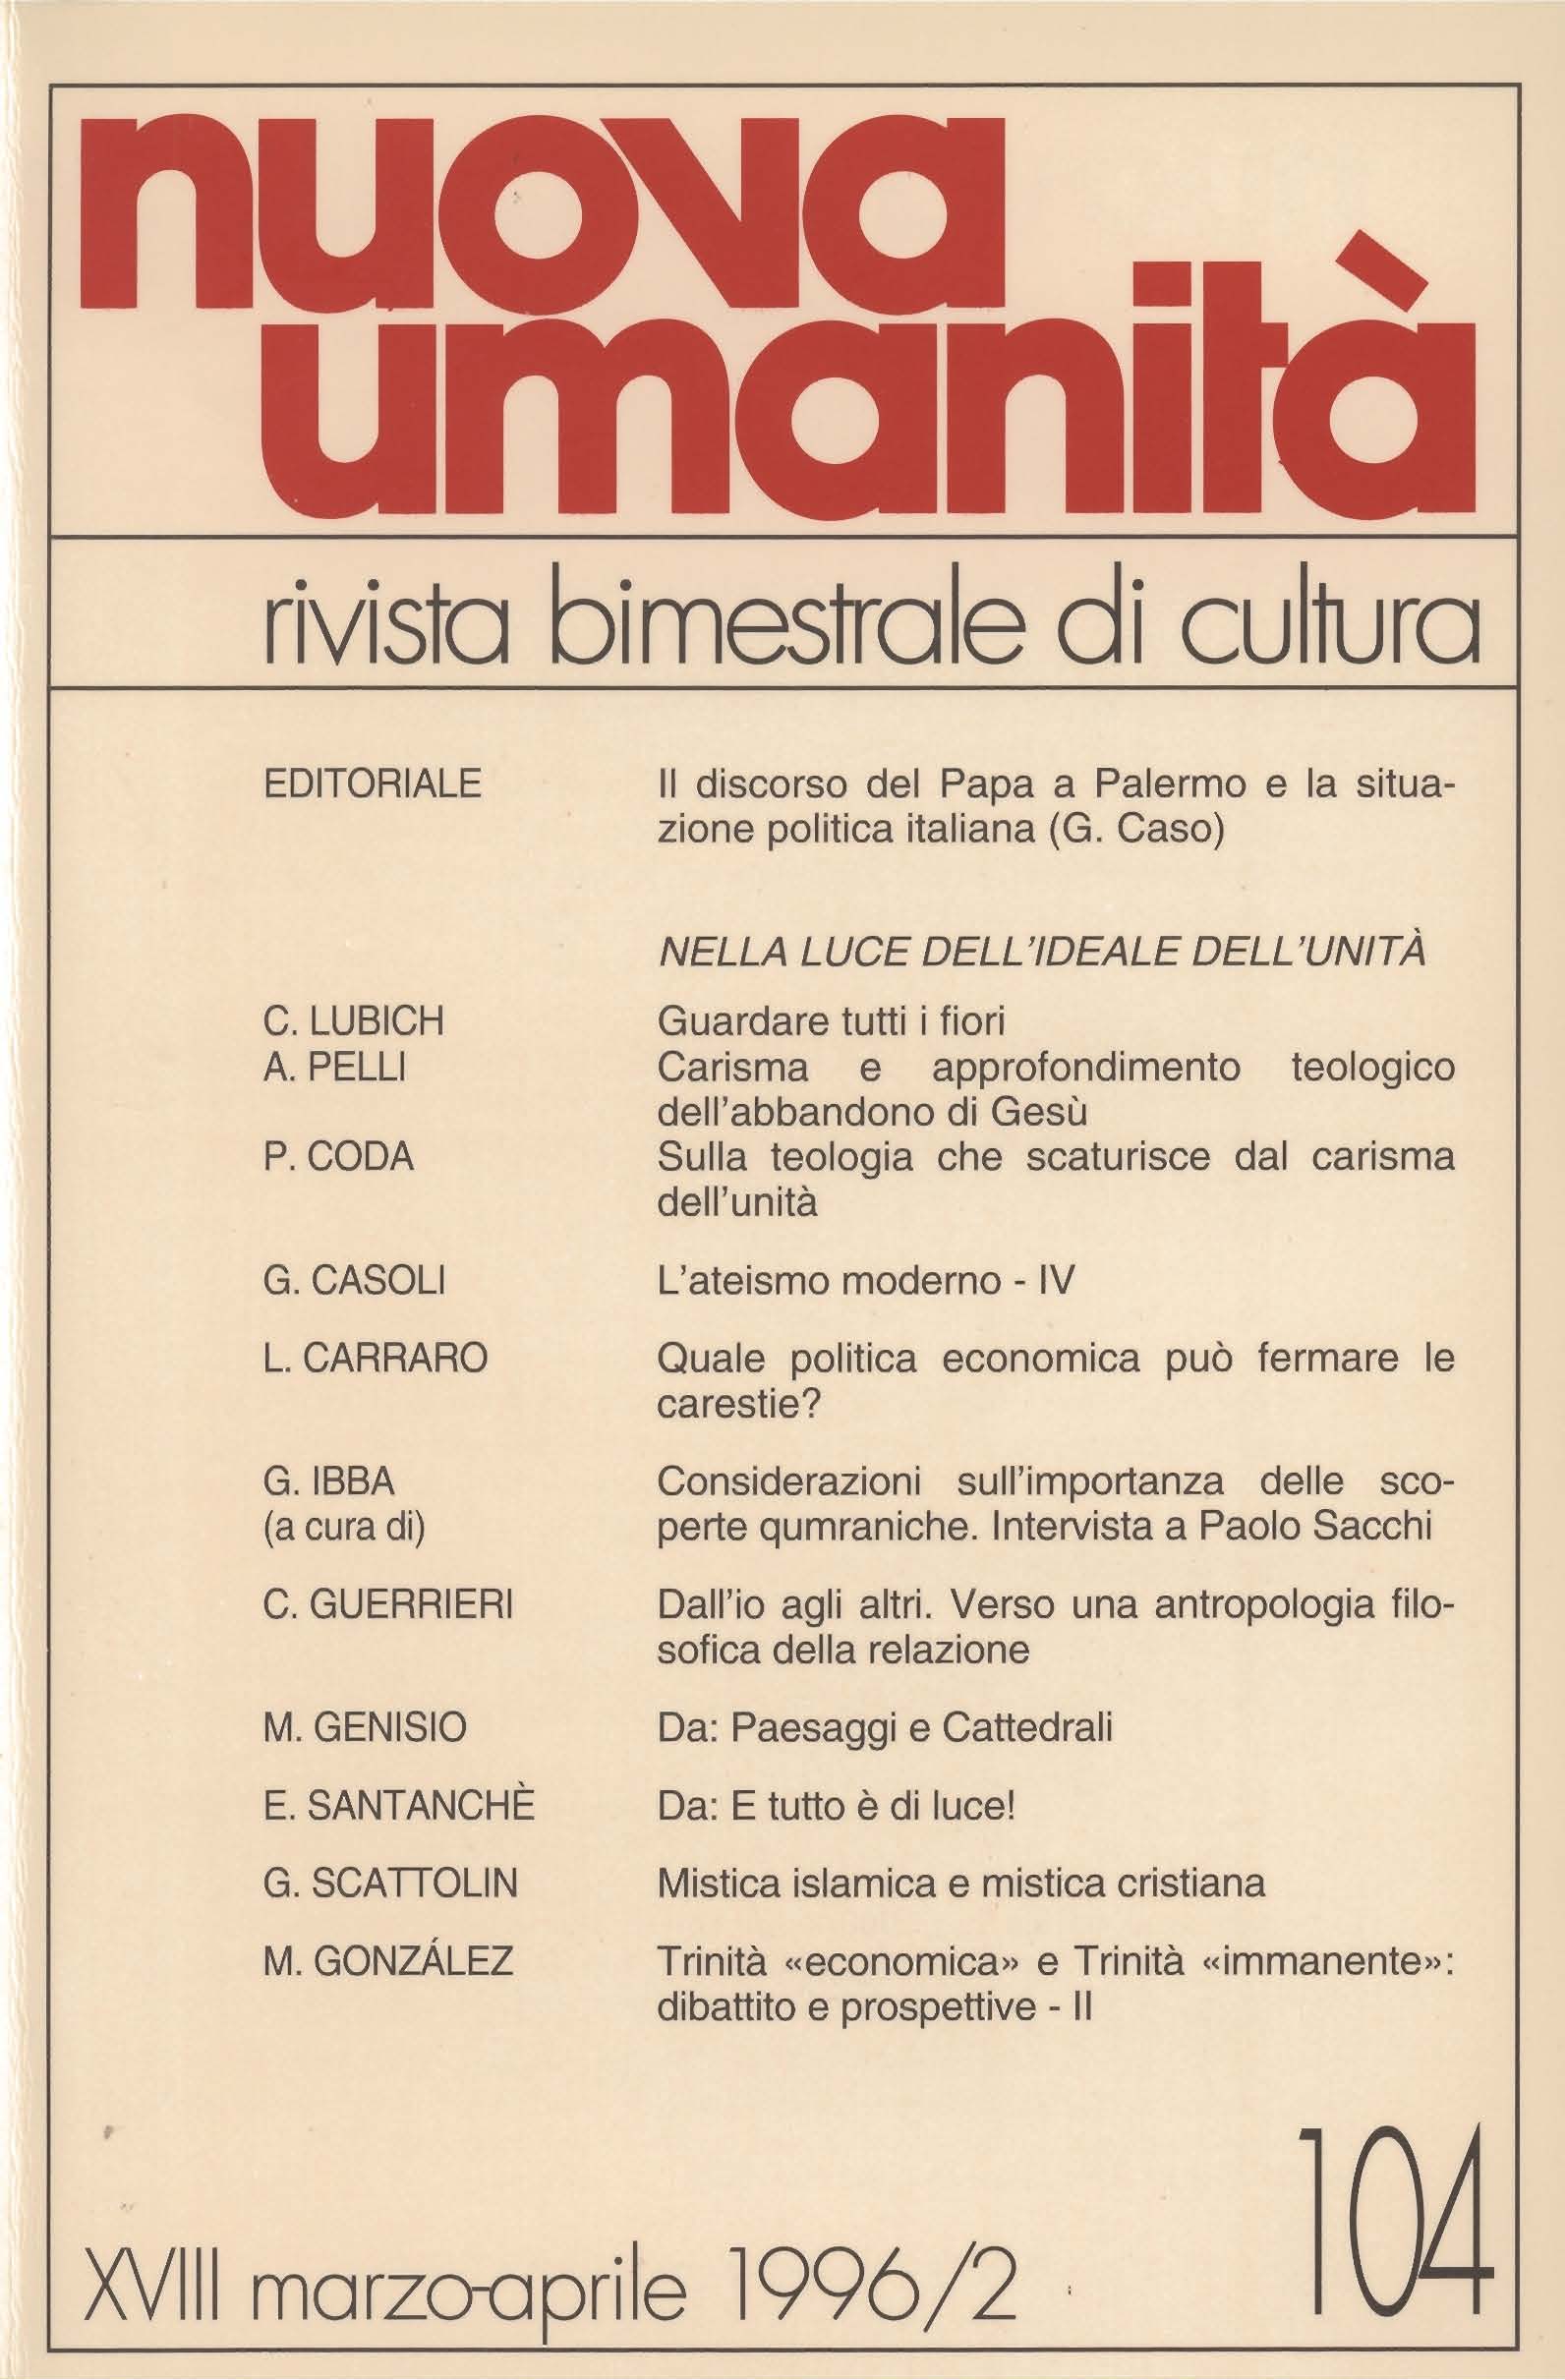 nuova
umanità
rivista bimestrale di cultura
EDITORIALE Il discorso del Papa a Palermo e la situa-
zione politica italiana (G. Caso)
NELLA LUCE DELL'IDEALE DELL'UNITÀ
C. LUBICH Guardare tutti i fiori
A. PELLI Carisma e approfondimento teologico
dell'abbandono di Gesù
P. CODA Sulla teologia che scaturisce dal carisma
dell'unità
G. CASOLI L'ateismo moderno - IV
L. CARRARO Quale politica economica può fermare le
carestie?
G. IBBA Considerazioni sull'importanza delle sco-
(a cura di) perte qumraniche. Intervista a Paolo Sacchi
C. GUERRIERI Dall'io agli altri. Verso una antropologia filo-
sofica della relazione
M. GENISIO Da: Paesaggi e Cattedrali
E. SANTANCHÈ Da: E tutto è di luce!
G. SCATTOLIN Mistica islamica e mistica cristiana
M. GONZÁLEZ Trinità «economica» e Trinità «immanente»:
dibattito e prospettive - II
104
XVIII marzo-aprile 1996/2